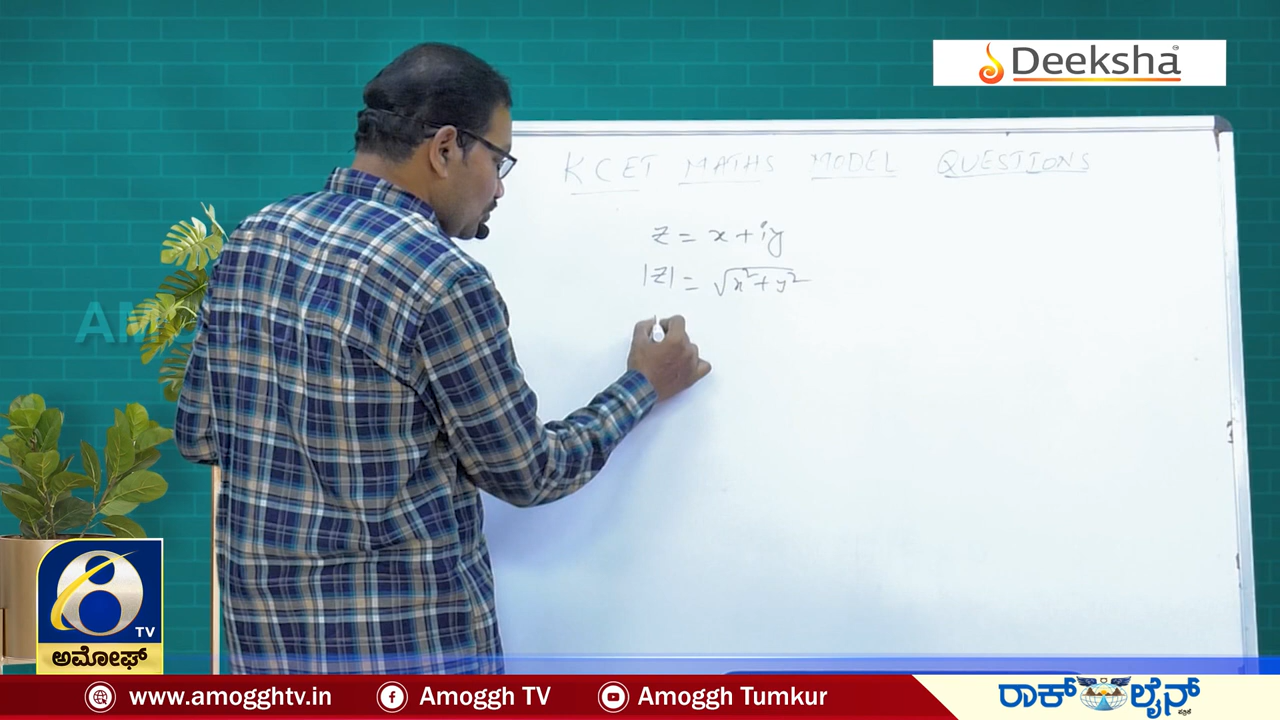 Deeksha
KCET MATHS MODEL QUESTIONS
z = x + iy
|z| = √x²+y²
TV
ಅಮೋಘ್
www.amogghtv.in
Amoggh TV
Amoggh Tumkur
ರಾಕ್ ಲೈನ್